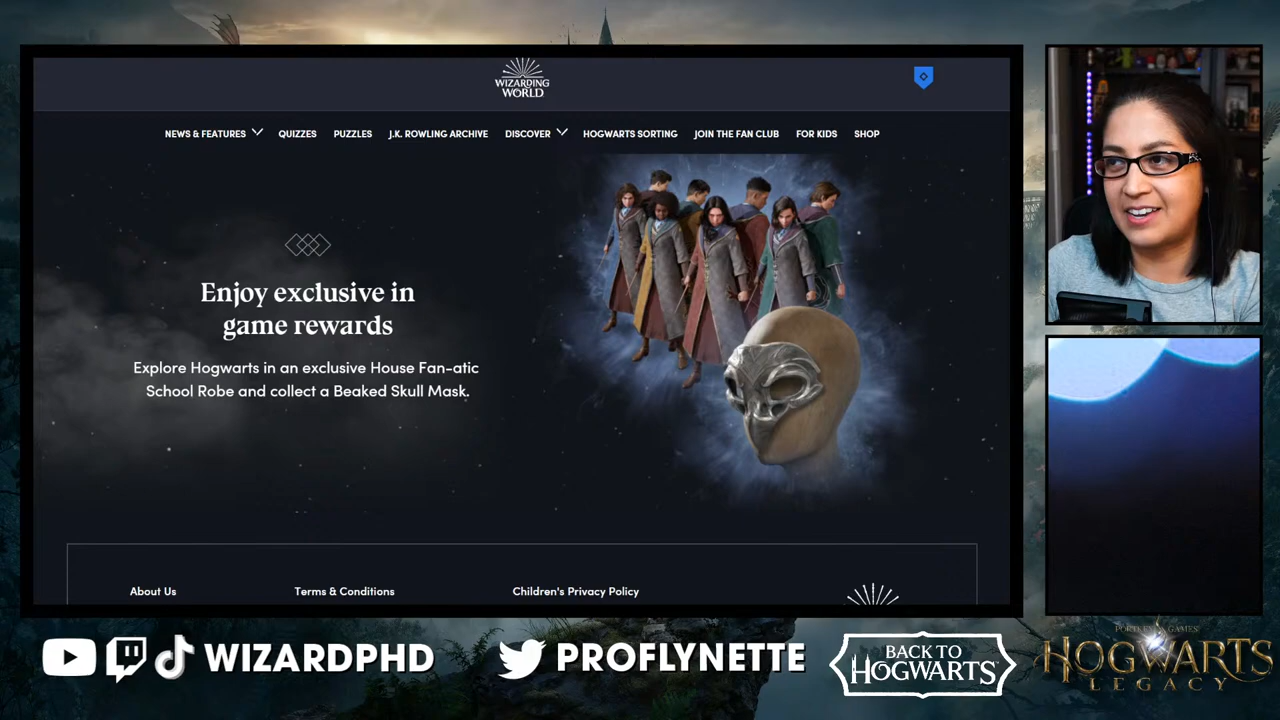 WIZARDING
WORLD
NEWS & FEATURES QUIZZES PUZZLES J.K. ROWLING ARCHIVE DISCOVER HOGWARTS SORTING JOIN THE FAN CLUB FOR KIDS SHOP
Enjoy exclusive in
game rewards
Explore Hogwarts in an exclusive House Fan-atic
School Robe and collect a Beaked Skull Mask.
About Us Terms & Conditions Children's Privacy Policy
WIZARDPHD PROFLYNETTE
BACK TO
HOGWARTS
PORTKEY GAMES
HOGWARTS
LEGACY